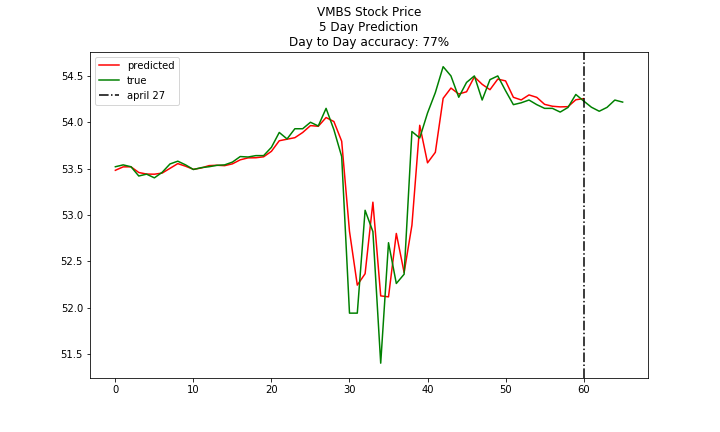 VMBS Stock Price
5 Day Prediction
Day to Day accuracy: 77%
predicted
true
april 27
54.5
54.0
53.5
53.0
52.5
52.0
51.5
0 10 20 30 40 50 60